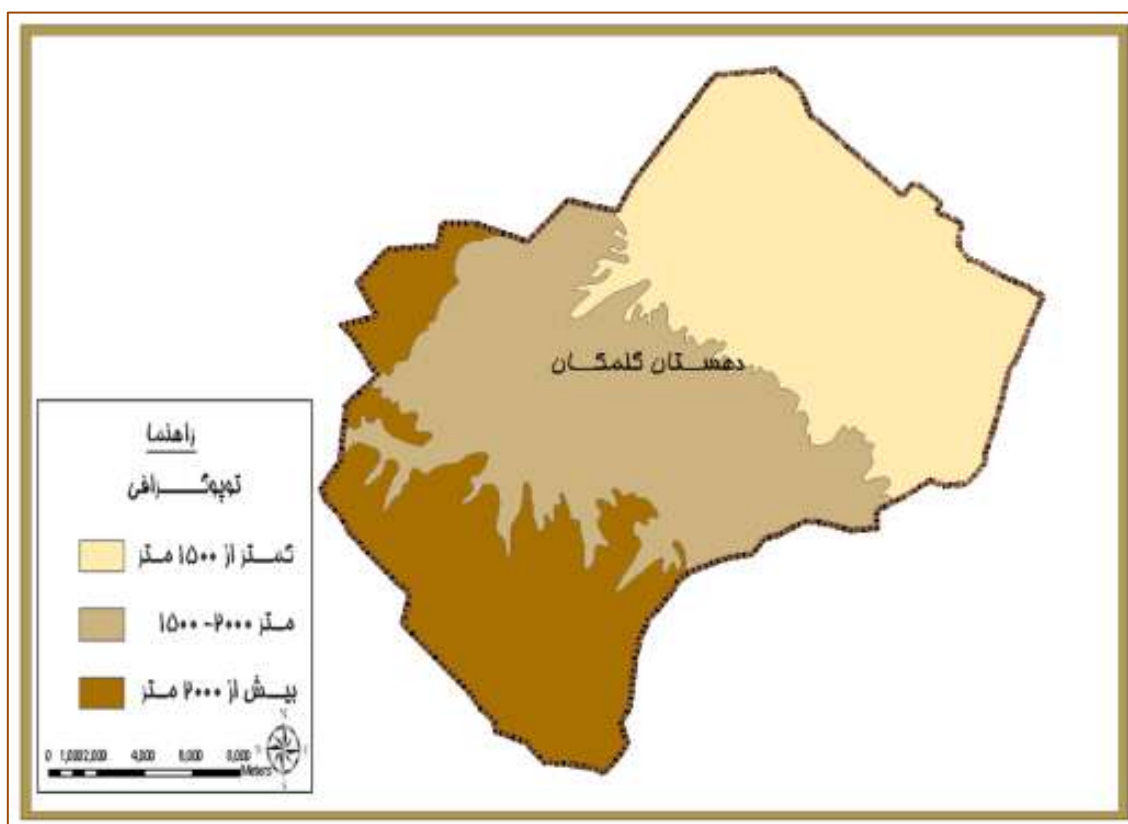 دهستان گلمکان
راهنما
توپوگرافی
کمتر از ۱۵۰۰ متر
۱۵۰۰ -۲۰۰۰ متر
بیش از ۲۰۰۰ متر
0 1,000 2,000 4,000 6,000 8,000
Meters